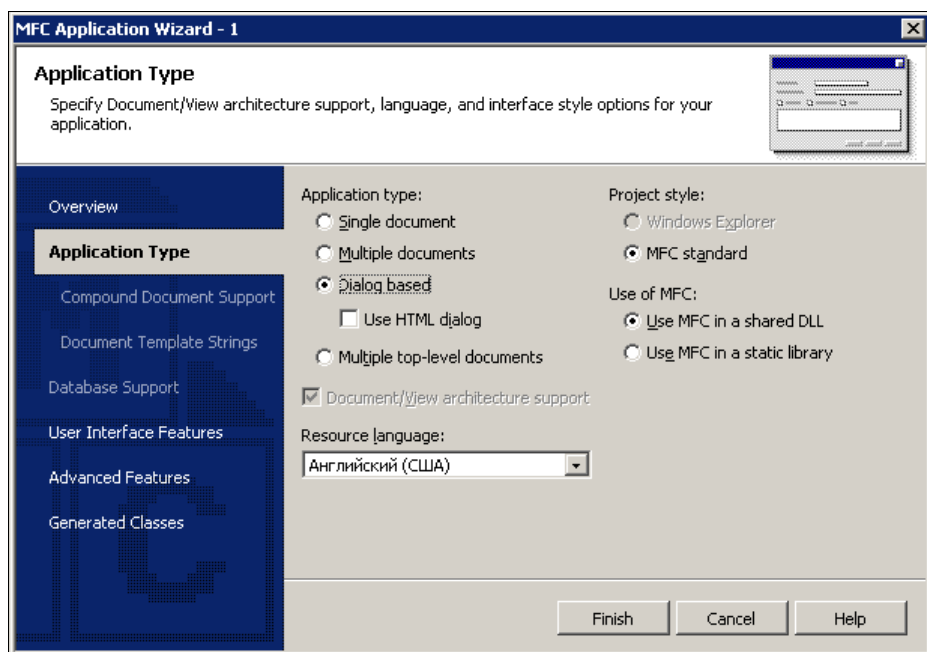 MFC Application Wizard - 1
Application Type
Specify Document/View architecture support, language, and interface style options for your
application.
Overview
Application Type
Compound Document Support
Document Template Strings
Database Support
User Interface Features
Advanced Features
Generated Classes
Application type:
Single document
Multiple documents
Dialog based
Use HTML dialog
Multiple top-level documents
Document/View architecture support
Resource language:
Английский (США)
Project style:
Windows Explorer
MFC standard
Use of MFC:
Use MFC in a shared DLL
Use MFC in a static library
Finish
Cancel
Help